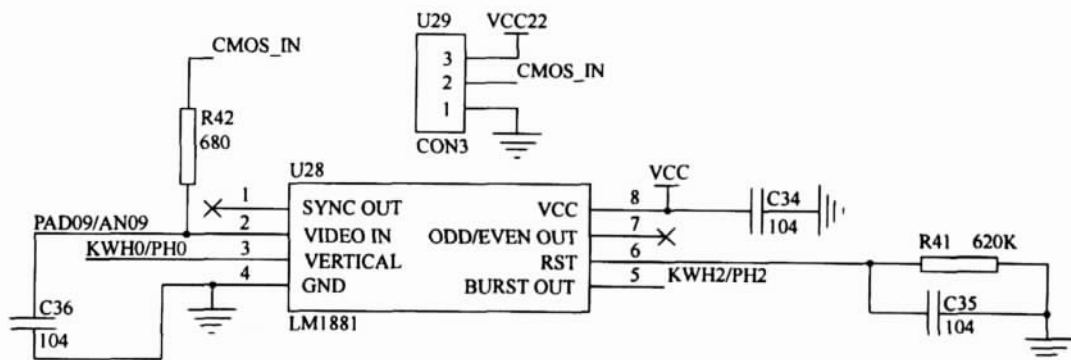 U29
VCC22
CMOS_IN
3
2
CMOS_IN
1
R42
680
CON3
U28
VCC
1
SYNC OUT
VCC
8
C34
104
PAD09/AN09
2
VIDEO IN
ODD/EVEN OUT
7
R41 620K
KWH0/PH0
3
VERTICAL
RST
6
KWH2/PH2
4
GND
BURST OUT
5
C36
104
LM1881
C35
104